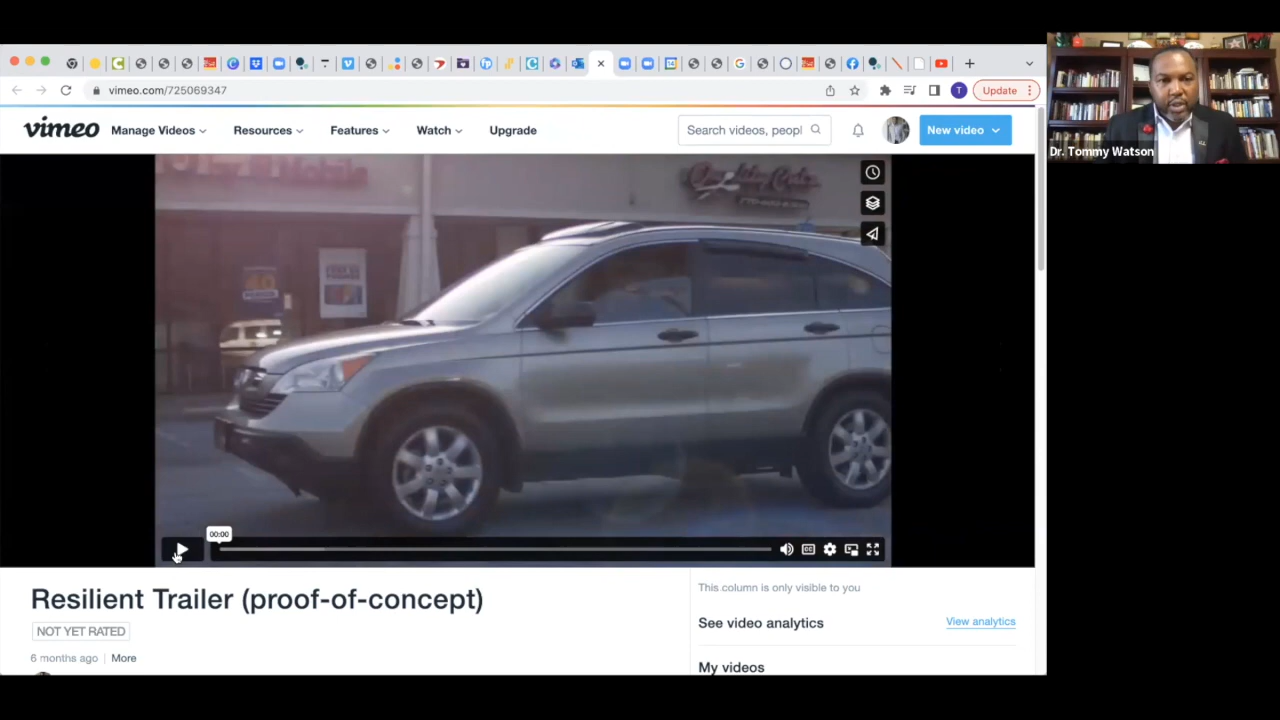 vimeo.com/725069347
T
Update
vimeo
Manage Videos
Resources
Features
Watch
Upgrade
Search videos, peopl
New video
Dr. Tommy Watson
00:00
CC
Resilient Trailer (proof-of-concept)
NOT YET RATED
6 months ago
More
This column is only visible to you
See video analytics
View analytics
My videos